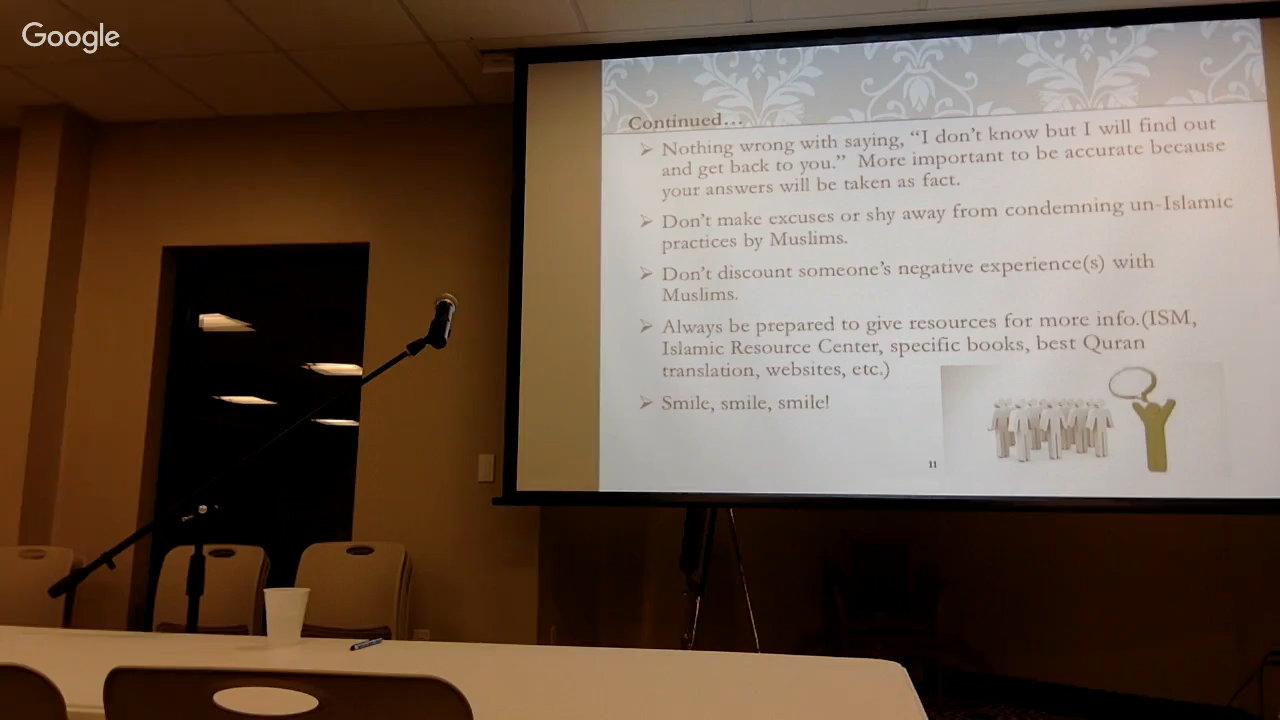 Google
Continued...
➢ Nothing wrong with saying, “I don’t know but I will find out
and get back to you.” More important to be accurate because
your answers will be taken as fact.
➢ Don’t make excuses or shy away from condemning un-Islamic
practices by Muslims.
➢ Don’t discount someone’s negative experience(s) with
Muslims.
➢ Always be prepared to give resources for more info.(ISM,
Islamic Resource Center, specific books, best Quran
translation, websites, etc.)
➢ Smile, smile, smile!
11